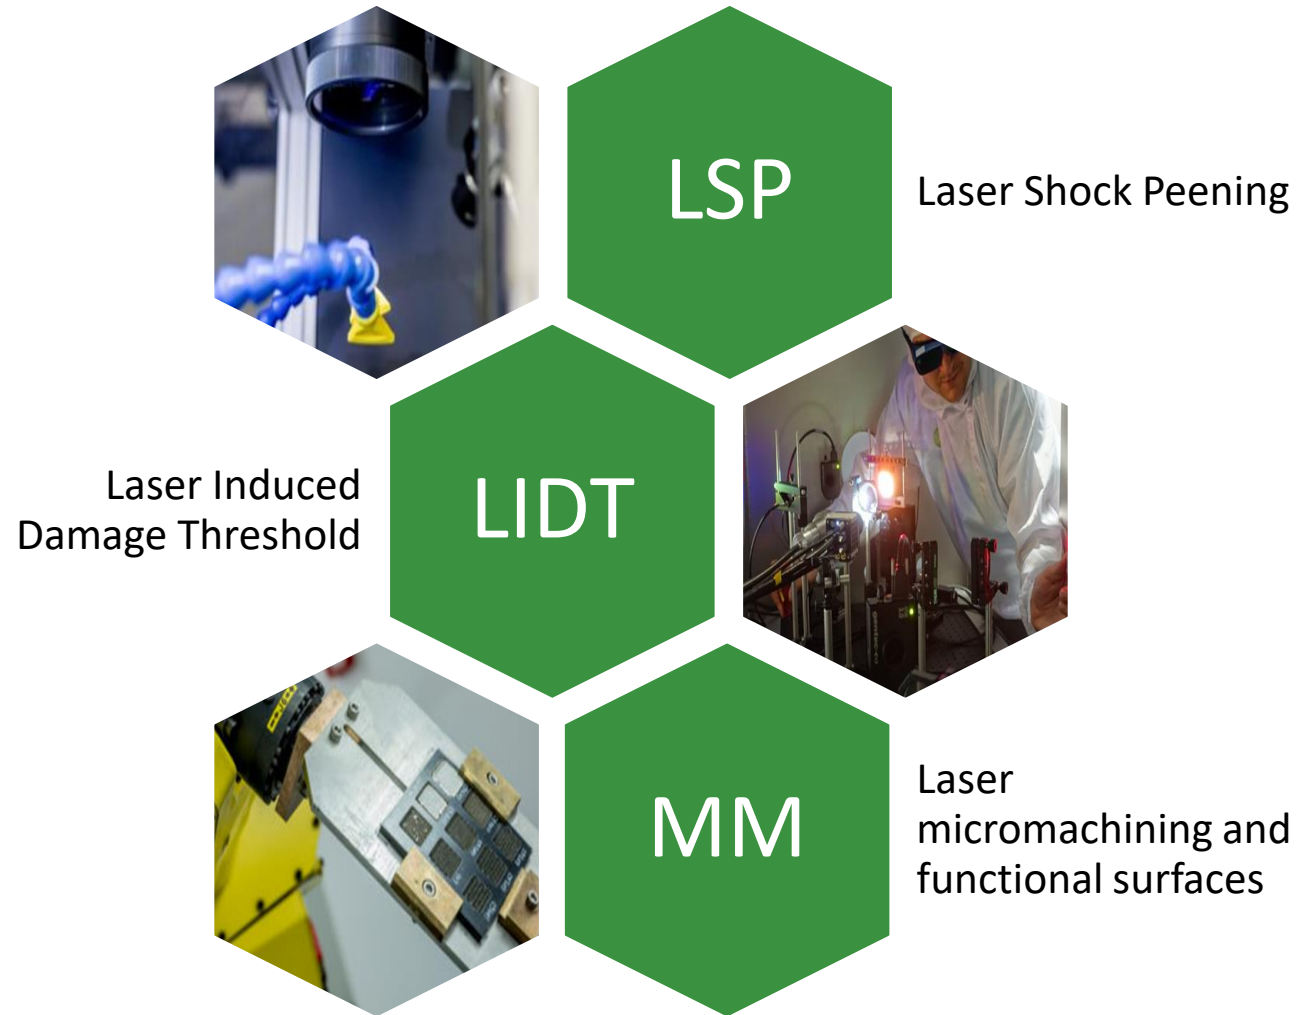 LSP
Laser Shock Peening
Laser Induced
Damage Threshold
LIDT
MM
Laser
micromachining and
functional surfaces